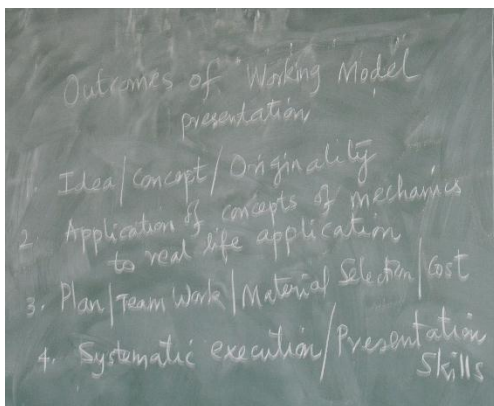 Outcomes of "Working Model"
presentation
1. Idea/Concept/Originality
2. Application of concepts of mechanics
to real life application
3. Plan/Team Work/Material Selection/Cost
4. Systematic execution/Presentation
Skills